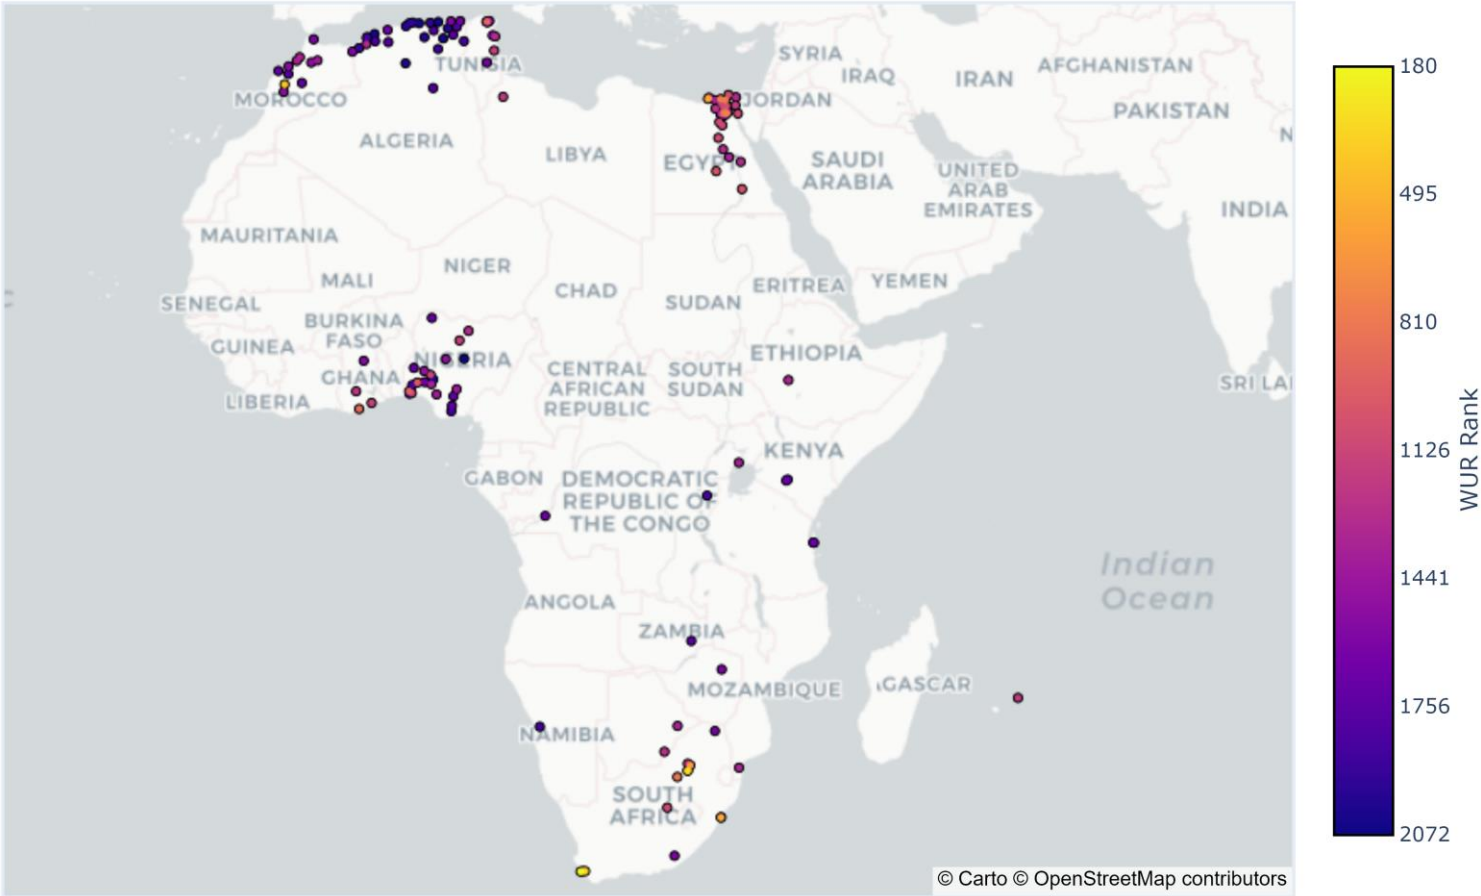 SYRIA
IRAQ
IRAN
AFGHANISTAN
TUNISIA
MOROCCO
JORDAN
PAKISTAN
N
ALGERIA
LIBYA
EGYPT
SAUDI
ARABIA
UNITED
ARAB
EMIRATES
INDIA
MAURITANIA
MALI
NIGER
CHAD
SUDAN
ERITREA
YEMEN
SENEGAL
BURKINA
FASO
GUINEA
NIGERIA
ETHIOPIA
GHANA
CENTRAL
AFRICAN
REPUBLIC
SOUTH
SUDAN
LIBERIA
SRI LA
KENYA
GABON
DEMOCRATIC
REPUBLIC OF
THE CONGO
Indian
Ocean
ANGOLA
ZAMBIA
MOZAMBIQUE
GASCAR
NAMIBIA
SOUTH
AFRICA
© Carto © OpenStreetMap contributors
180
495
810
1126
1441
1756
2072
WUR Rank